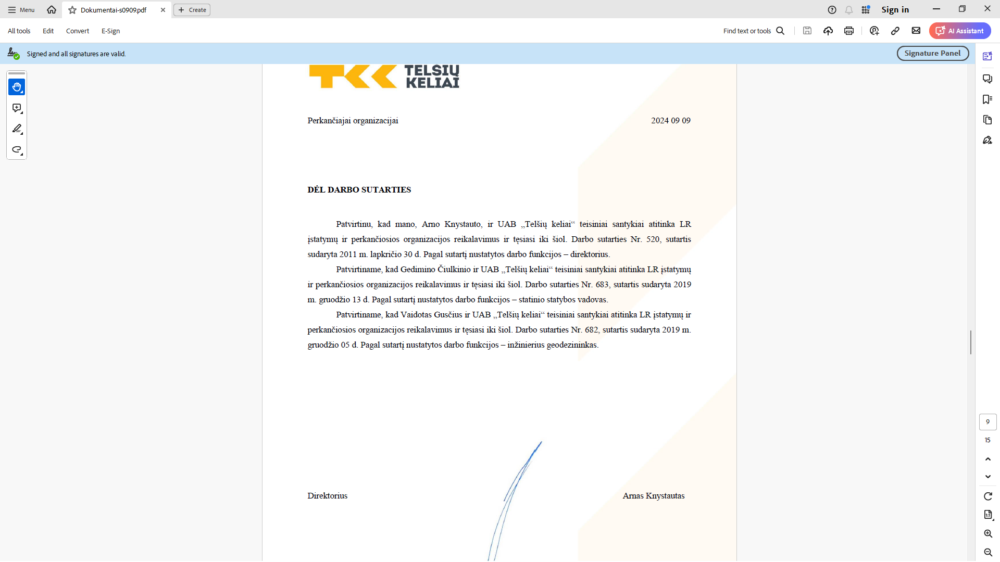 Menu
Dokumentai-s0909.pdf
Create
Sign in
All tools
Edit
Convert
E-Sign
Find text or tools
AI Assistant
Signed and all signatures are valid.
Signature Panel
TELŠIŲ
KELIAI
Perkančiajai organizacijai 2024 09 09
DĖL DARBO SUTARTIES
Patvirtinu, kad mano, Arno Knystauto, ir UAB „Telšių keliai“ teisiniai santykiai atitinka LR
įstatymų ir perkančiosios organizacijos reikalavimus ir tęsiasi iki šiol. Darbo sutarties Nr. 520, sutartis
sudaryta 2011 m. lapkričio 30 d. Pagal sutartį nustatytos darbo funkcijos – direktorius.
Patvirtiname, kad Gedimino Čiulkinio ir UAB „Telšių keliai“ teisiniai santykiai atitinka LR įstatymų
ir perkančiosios organizacijos reikalavimus ir tęsiasi iki šiol. Darbo sutarties Nr. 683, sutartis sudaryta 2019
m. gruodžio 13 d. Pagal sutartį nustatytos darbo funkcijos – statinio statybos vadovas.
Patvirtiname, kad Vaidotas Gusčius ir UAB „Telšių keliai“ teisiniai santykiai atitinka LR įstatymų ir
perkančiosios organizacijos reikalavimus ir tęsiasi iki šiol. Darbo sutarties Nr. 682, sutartis sudaryta 2019 m.
gruodžio 05 d. Pagal sutartį nustatytos darbo funkcijos – inžinierius geodezininkas.
Direktorius Arnas Knystautas
9
15